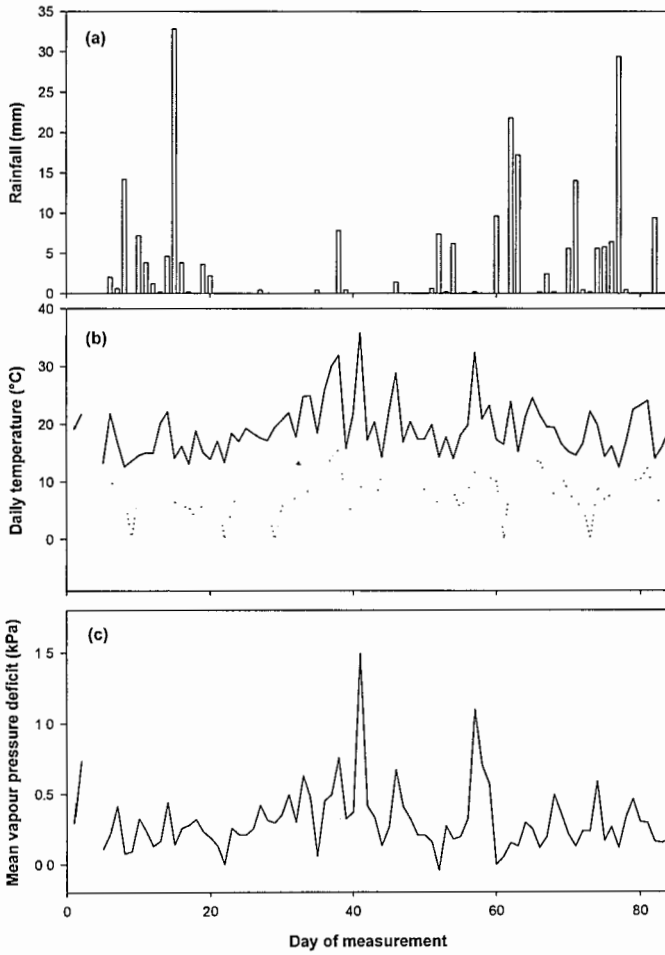 35
(a)
30
25
20
15
10
5
0
Rainfall (mm)
40
(b)
30
20
10
0
Daily temperature (°C)
(c)
1 5
1 0
0.5
0 0
Mean vapour pressure deficit (kPa)
0 20 40 60 80
Day of measurement